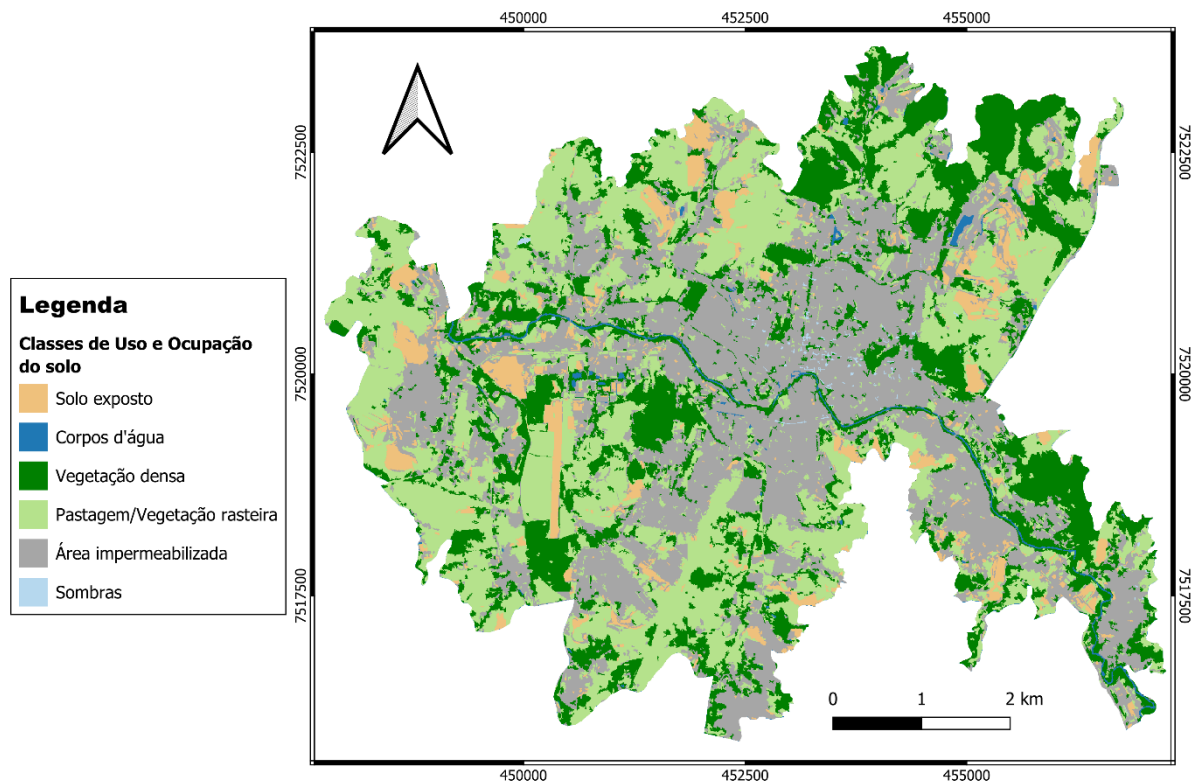 450000
452500
455000
7522500
7522500
7520000
7520000
7517500
7517500
Legenda
Classes de Uso e Ocupação
do solo
Solo exposto
Corpos d'água
Vegetação densa
Pastagem/Vegetação rasteira
Área impermeabilizada
Sombras
0 1 2 km
450000
452500
455000